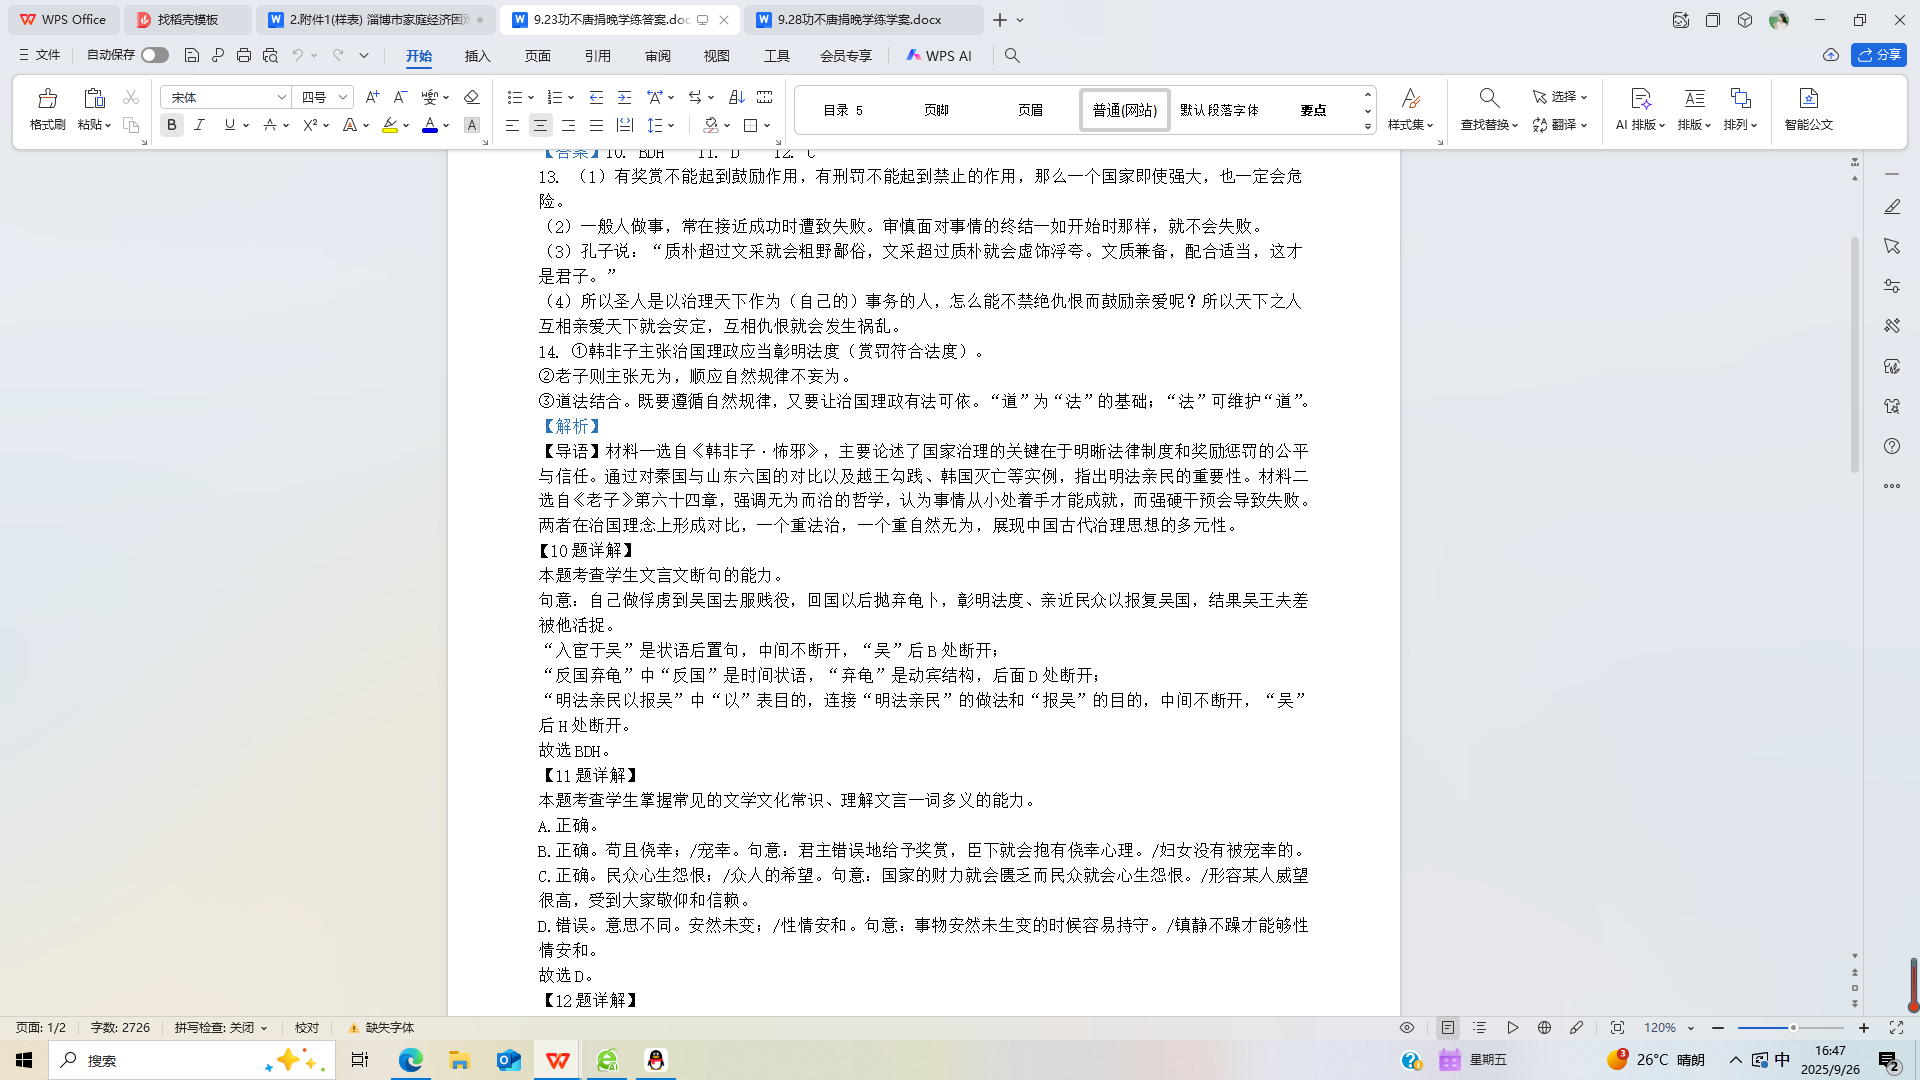 WPS Office
找稻壳模板
2.附件1(样表) 淄博市家庭经济困
9.23功不唐捐晚学练答案.doc
9.28功不唐捐晚学练学案.docx
文件
自动保存
开始
插入
页面
引用
审阅
视图
工具
会员专享
WPS AI
分享
格式刷
粘贴
宋体
四号
目录 5
页脚
页眉
普通(网站)
默认段落字体
要点
样式集
查找替换
选择
翻译
AI 排版
排版
排列
智能公文
【答案】10. BDH 11. D 12. C
13. （1）有奖赏不能起到鼓励作用，有刑罚不能起到禁止的作用，那么一个国家即使强大，也一定会危
险。
（2）一般人做事，常在接近成功时遭致失败。审慎面对事情的终结一如开始时那样，就不会失败。
（3）孔子说：“质朴超过文采就会粗野鄙俗，文采超过质朴就会虚饰浮夸。文质兼备，配合适当，这才
是君子。”
（4）所以圣人是以治理天下作为（自己的）事务的人，怎么能不禁绝仇恨而鼓励亲爱呢？所以天下之人
互相亲爱天下就会安定，互相仇恨就会发生祸乱。
14. ①韩非子主张治国理政应当彰明法度（赏罚符合法度）。
②老子则主张无为，顺应自然规律不妄为。
③道法结合。既要遵循自然规律，又要让治国理政有法可依。“道”为“法”的基础；“法”可维护“道”。
【解析】
【导语】材料一选自《韩非子·饰邪》，主要论述了国家治理的关键在于明晰法律制度和奖励惩罚的公平
与信任。通过对秦国与山东六国的对比以及越王勾践、韩国灭亡等实例，指出明法亲民的重要性。材料二
选自《老子》第六十四章，强调无为而治的哲学，认为事情从小处着手才能成就，而强硬干预会导致失败。
两者在治国理念上形成对比，一个重法治，一个重自然无为，展现中国古代治理思想的多元性。
【10题详解】
本题考查学生文言文断句的能力。
句意：自己做俘虏到吴国去服贱役，回国以后抛弃龟卜，彰明法度、亲近民众以报复吴国，结果吴王夫差
被他活捉。
“入宦于吴”是状语后置句，中间不断开，“吴”后B处断开；
“反国弃龟”中“反国”是时间状语，“弃龟”是动宾结构，后面D处断开；
“明法亲民以报吴”中“以”表目的，连接“明法亲民”的做法和“报吴”的目的，中间不断开，“吴”
后H处断开。
故选BDH。
【11题详解】
本题考查学生掌握常见的文学文化常识、理解文言一词多义的能力。
A.正确。
B.正确。苟且侥幸；/宠幸。句意：君主错误地给予奖赏，臣下就会抱有侥幸心理。/妇女没有被宠幸的。
C.正确。民众心生怨恨；/众人的希望。句意：国家的财力就会匮乏而民众就会心生怨恨。/形容某人威望
很高，受到大家敬仰和信赖。
D.错误。意思不同。安然未变；/性情安和。句意：事物安然未生变的时候容易持守。/镇静不躁才能够性
情安和。
故选D。
【12题详解】
页面: 1/2
字数: 2726
拼写检查: 关闭
校对
缺失字体
120%
搜索
星期五
3
26°C 晴朗
中
16:47
2025/9/26
2